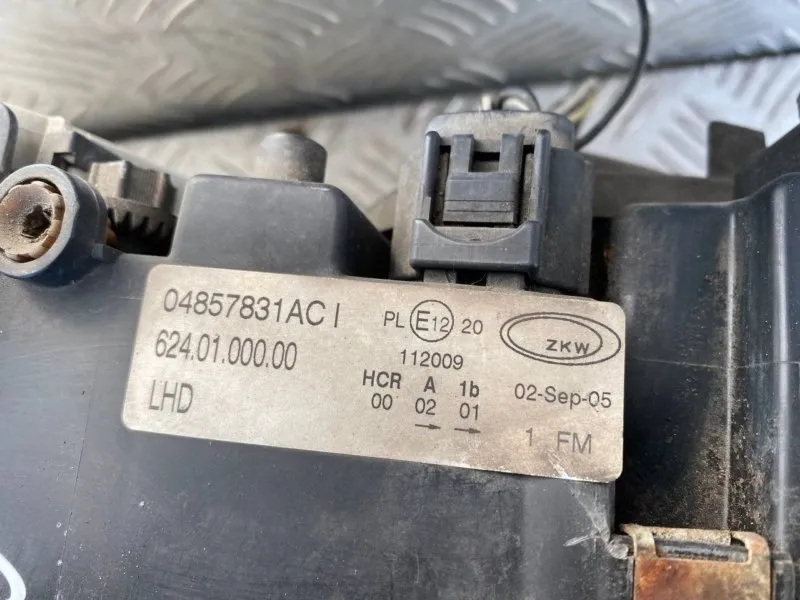 04857831AC I
624.01.000.00
LHD
PL E12 20
112009
HCR A 1b
00 02 01
ZKW
02-Sep-05
1 FM